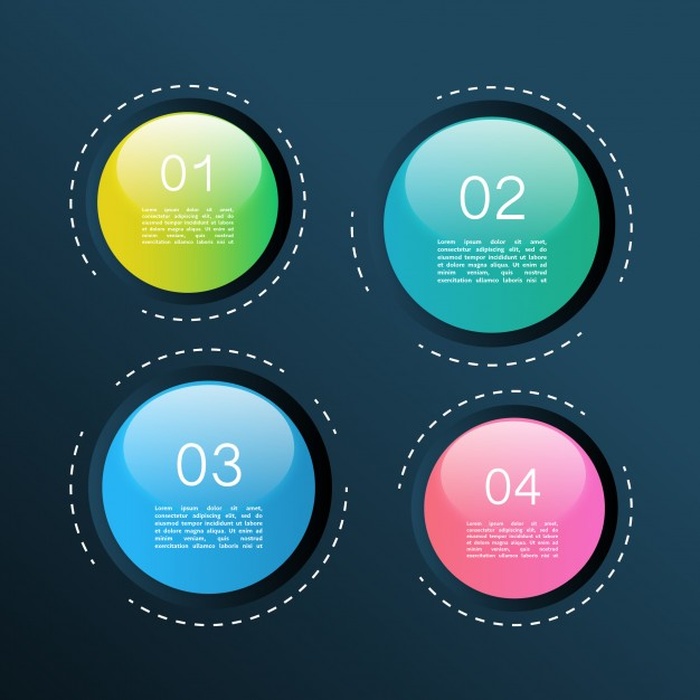 01
Lorem ipsum dolor sit amet,
consectetur adipiscing elit, sed do
eiusmod tempor incididunt ut labore
et dolore magna aliqua. Ut enim ad
minim veniam, quis nostrud
exercitation ullamco laboris nisi ut
02
Lorem ipsum dolor sit amet,
consectetur adipiscing elit, sed do
eiusmod tempor incididunt ut labore
et dolore magna aliqua. Ut enim ad
minim veniam, quis nostrud
exercitation ullamco laboris nisi ut
03
Lorem ipsum dolor sit amet,
consectetur adipiscing elit, sed do
eiusmod tempor incididunt ut labore
et dolore magna aliqua. Ut enim ad
minim veniam, quis nostrud
exercitation ullamco laboris nisi ut
04
Lorem ipsum dolor sit amet,
consectetur adipiscing elit, sed do
eiusmod tempor incididunt ut labore
et dolore magna aliqua. Ut enim ad
minim veniam, quis nostrud
exercitation ullamco laboris nisi ut